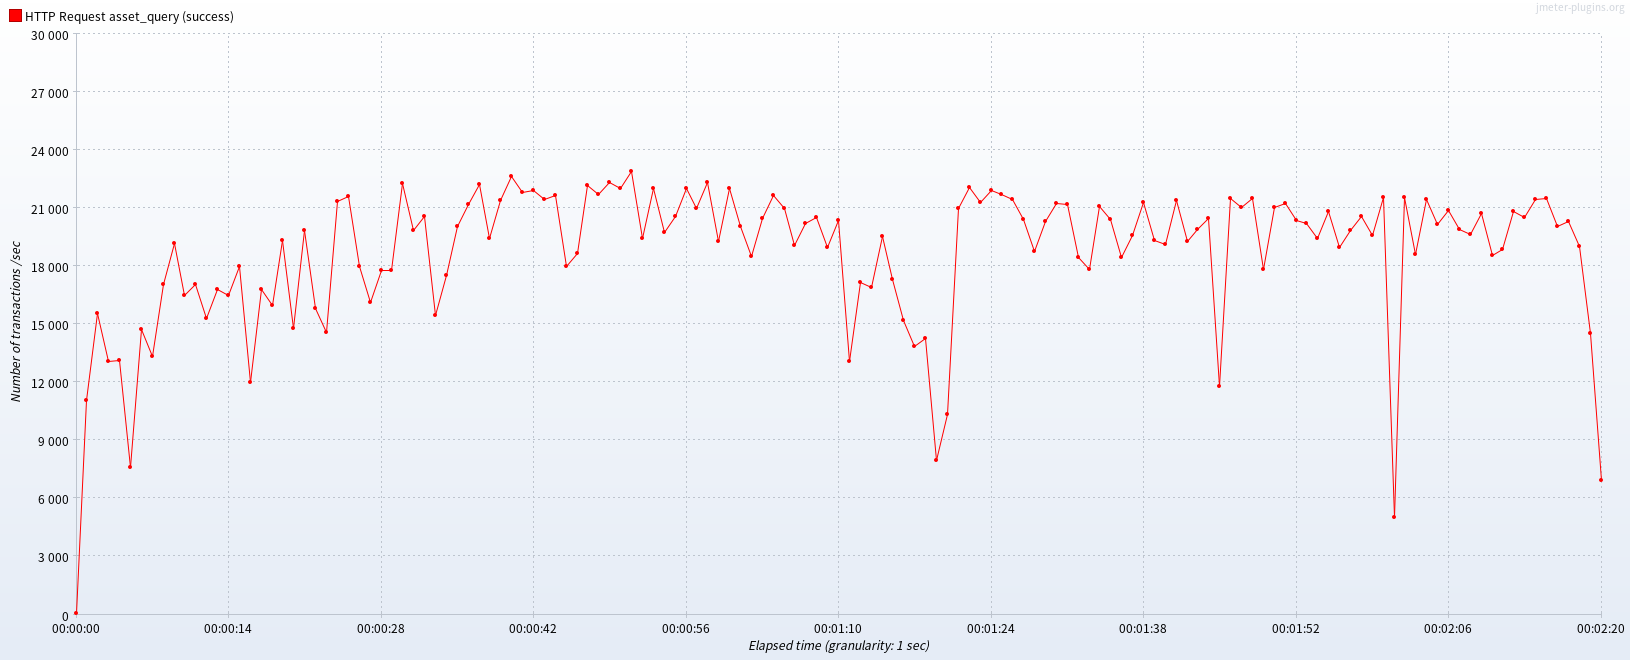 HTTP Request asset_query (success)
jmeter-plugins.org
30 000
27 000
24 000
21 000
18 000
15 000
12 000
9 000
6 000
3 000
0
Number of transactions /sec
00:00:00 00:00:14 00:00:28 00:00:42 00:00:56 00:01:10 00:01:24 00:01:38 00:01:52 00:02:06 00:02:20
Elapsed time (granularity: 1 sec)